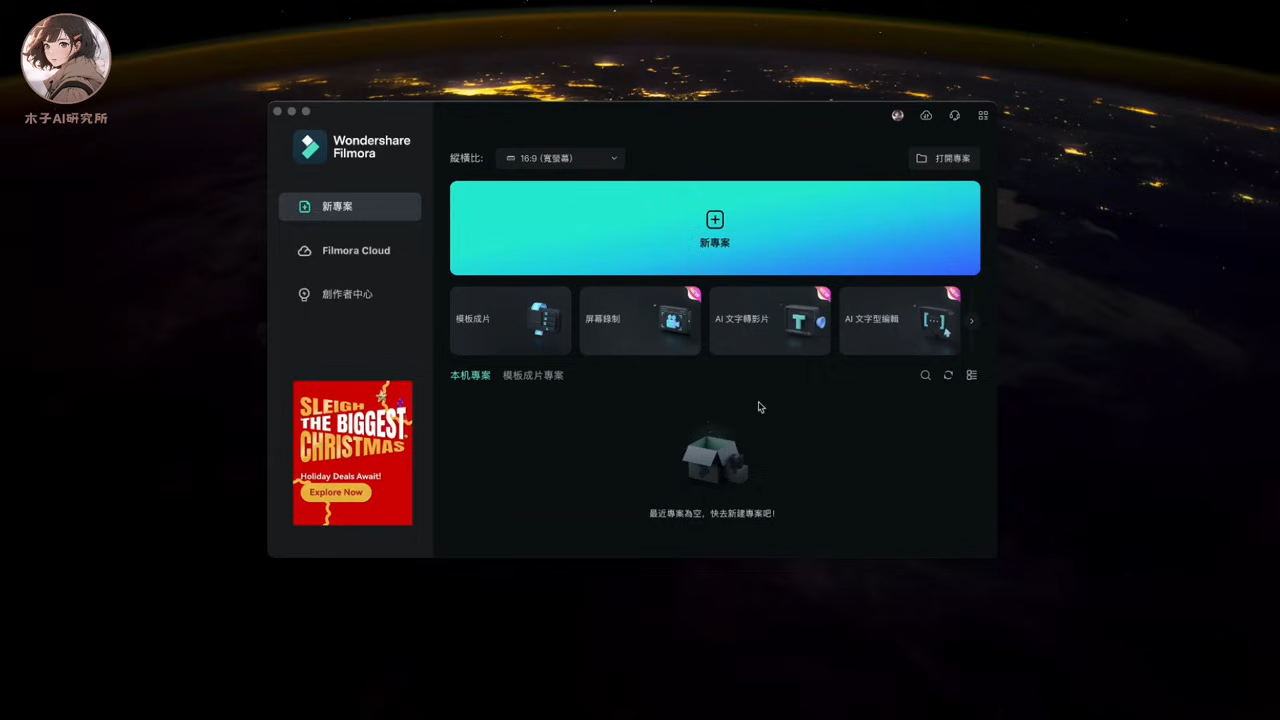 木子AI研究所
Wondershare
Filmora
新專案
Filmora Cloud
創作者中心
SLEIGH
THE BIGGEST
CHRISTMAS
Holiday Deals Await!
Explore Now
縱橫比:
16:9 (寬螢幕)
打開專案
新專案
模板成片
屏幕錄制
AI 文字轉影片
AI 文字型編輯
本机專案
模板成片專案
最近專案為空，快去新建專案吧！